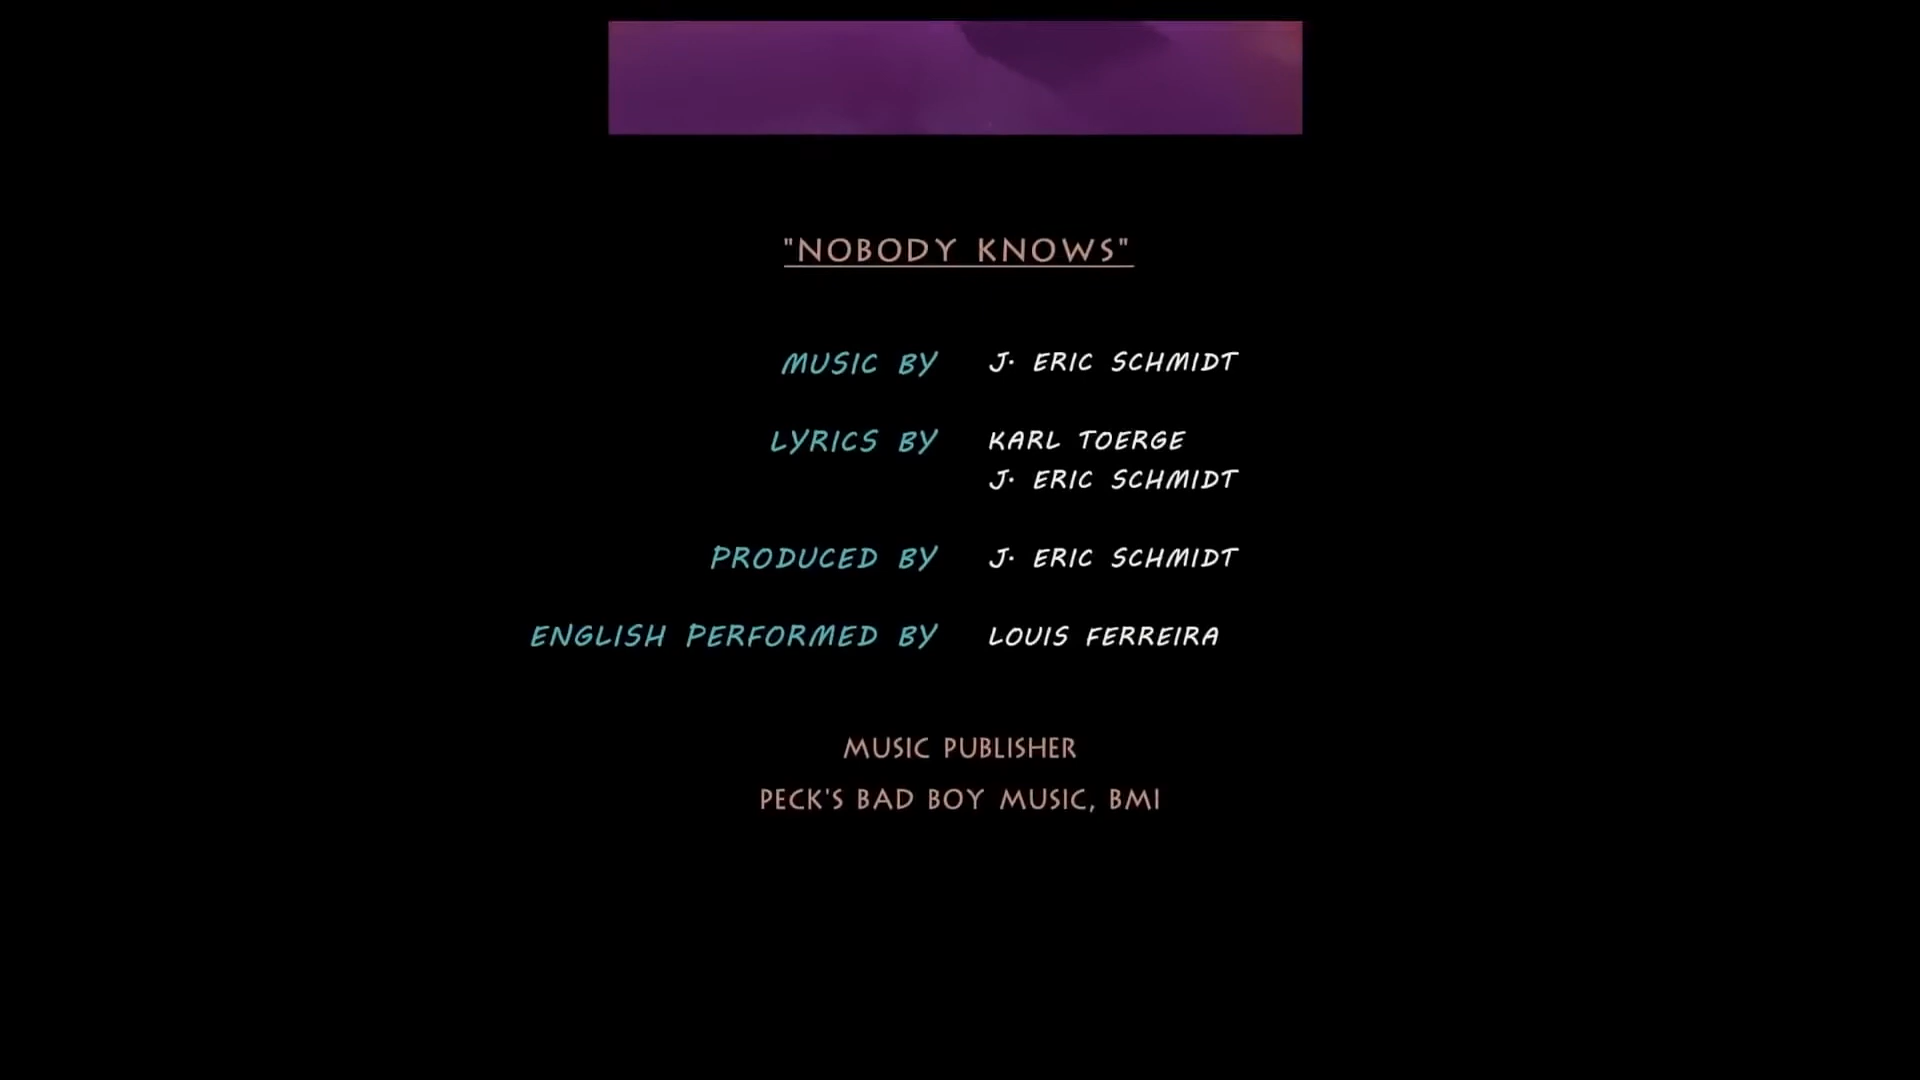 "NOBODY KNOWS"
MUSIC BY J. ERIC SCHMIDT
LYRICS BY KARL TOERGE
J. ERIC SCHMIDT
PRODUCED BY J. ERIC SCHMIDT
ENGLISH PERFORMED BY LOUIS FERREIRA
MUSIC PUBLISHER
PECK'S BAD BOY MUSIC, BMI